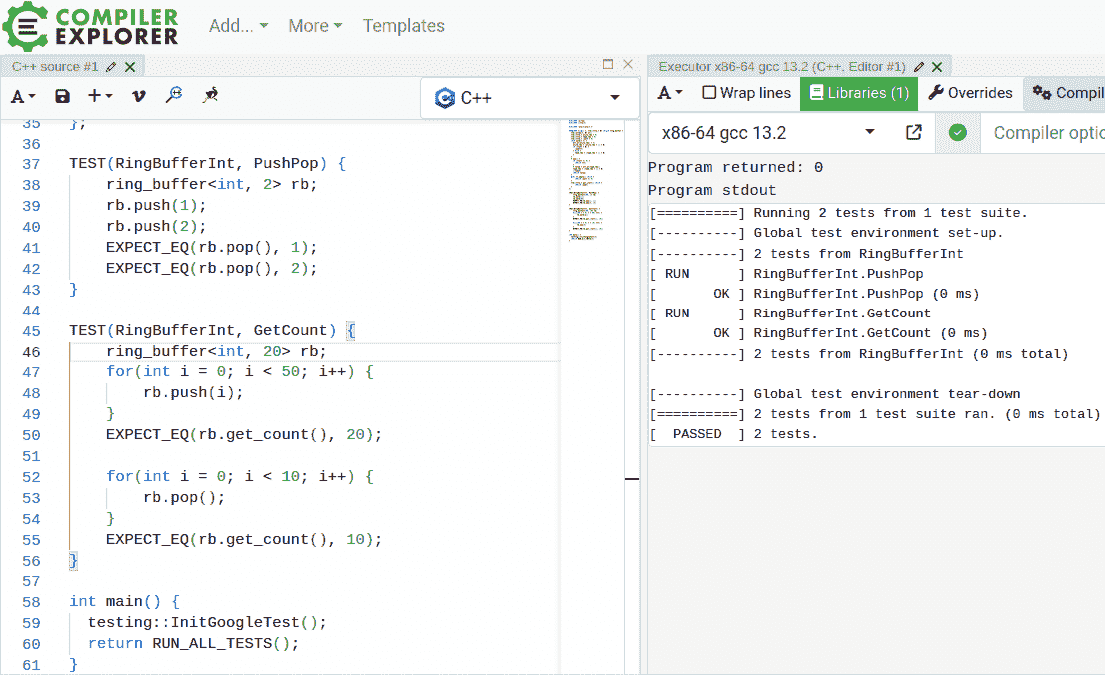 COMPILER
EXPLORER
Add...
More
Templates
C++ source #1
A
+
v
C++
35 };
36
37 TEST(RingBufferInt, PushPop) {
38     ring_buffer<int, 2> rb;
39     rb.push(1);
40     rb.push(2);
41     EXPECT_EQ(rb.pop(), 1);
42     EXPECT_EQ(rb.pop(), 2);
43 }
44
45 TEST(RingBufferInt, GetCount) {
46     ring_buffer<int, 20> rb;
47     for(int i = 0; i < 50; i++) {
48         rb.push(i);
49     }
50     EXPECT_EQ(rb.get_count(), 20);
51
52     for(int i = 0; i < 10; i++) {
53         rb.pop();
54     }
55     EXPECT_EQ(rb.get_count(), 10);
56 }
57
58 int main() {
59   testing::InitGoogleTest();
60   return RUN_ALL_TESTS();
61 }
Executor x86-64 gcc 13.2 (C++, Editor #1)
A Wrap lines Libraries (1) Overrides Compil
x86-64 gcc 13.2 Compiler optio
Program returned: 0
Program stdout
[==========] Running 2 tests from 1 test suite.
[----------] Global test environment set-up.
[----------] 2 tests from RingBufferInt
[ RUN      ] RingBufferInt.PushPop
[       OK ] RingBufferInt.PushPop (0 ms)
[ RUN      ] RingBufferInt.GetCount
[       OK ] RingBufferInt.GetCount (0 ms)
[----------] 2 tests from RingBufferInt (0 ms total)
[----------] Global test environment tear-down
[==========] 2 tests from 1 test suite ran. (0 ms total)
[  PASSED  ] 2 tests.